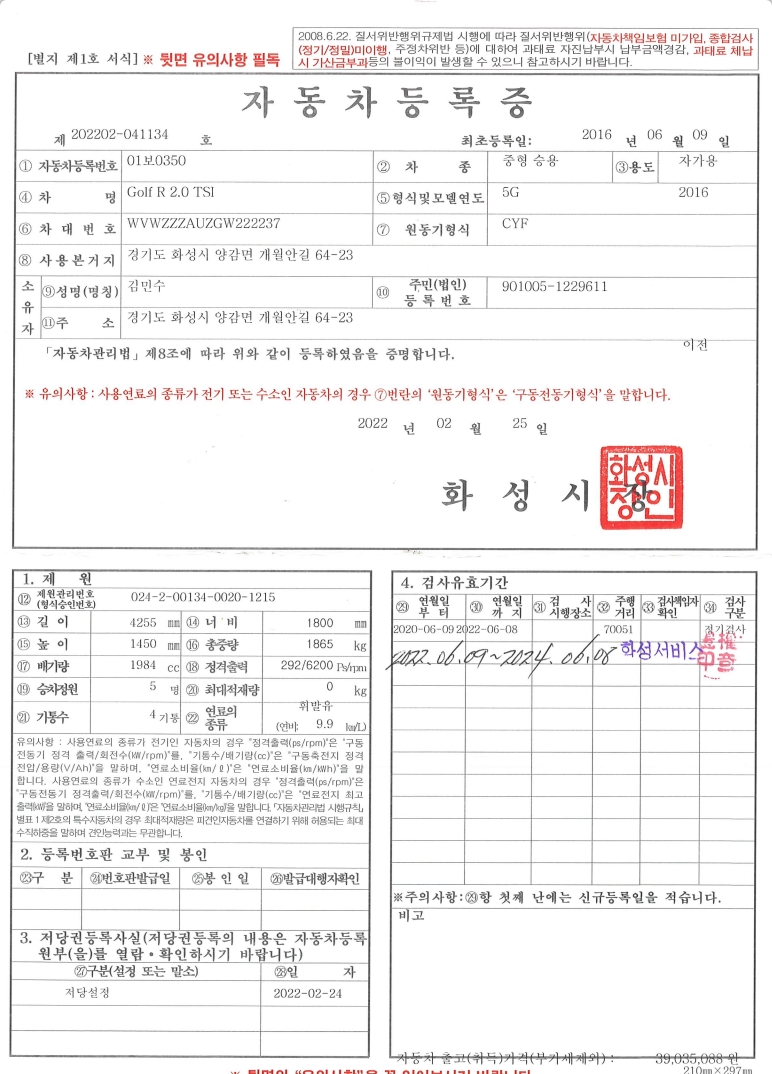 [별지 제1호 서식] ※ 뒷면 유의사항 필독
2008.6.22. 질서위반행위규제법 시행에 따라 질서위반행위(자동차책임보험 미가입, 종합검사
(정기/정밀)미이행, 주정차위반 등)에 대하여 과태료 자진납부시 납부금액경감, 과태료 체납
시 가산금부과등의 불이익이 발생할 수 있으니 참고하시기 바랍니다.
자동차등록증
제 202202-041134 호 최초등록일: 2016 년 06 월 09 일
① 자동차등록번호 01보0350 ② 차 종 중형 승용 ③용도 자가용
④ 차 명 Golf R 2.0 TSI ⑤형식및모델연도 5G 2016
⑥ 차 대 번 호 WVWZZZAUZGW222237 ⑦ 원동기형식 CYF
⑧ 사 용 본 거 지 경기도 화성시 양감면 개월안길 64-23
소유자 ⑨성명(명칭) 김민수 ⑩ 주민(법인)등록번호 901005-1229611
⑪주 소 경기도 화성시 양감면 개월안길 64-23
이전
「자동차관리법」제8조에 따라 위와 같이 등록하였음을 증명합니다.
※ 유의사항 : 사용연료의 종류가 전기 또는 수소인 자동차의 경우 ⑦번란의 '원동기형식'은 '구동전동기형식'을 말합니다.
2022 년 02 월 25 일
화 성 시 장
화성시
장인
1. 제 원
⑫ 제원관리번호(형식승인번호) 024-2-00134-0020-1215
⑬ 길 이 4255 ㎜ ⑭ 너 비 1800 ㎜
⑮ 높 이 1450 ㎜ ⑯ 총중량 1865 kg
⑰ 배기량 1984 cc ⑱ 정격출력 292/6200 Ps/rpm
⑲ 승차정원 5 명 ⑳ 최대적재량 0 kg
㉑ 기통수 4 기통 ㉒ 연료의 종류 휘발유 (연비: 9.9 ㎞/L)
유의사항 : 사용연료의 종류가 전기인 자동차의 경우 "정격출력(ps/rpm)"은 "구동
전동기 정격 출력/회전수(kW/rpm)"를, "기통수/배기량(cc)"은 "구동축전지 정격
전압/용량(V/Ah)"을 말하며, "연료소비율(㎞/ℓ)"은 "연료소비율(㎞/kWh)"을 말
합니다. 사용연료의 종류가 수소인 연료전지 자동차의 경우 "정격출력(ps/rpm)"은
"구동전동기 정격 출력/회전수(kW/rpm)"를, "기통수/배기량(cc)"은 "연료전지 최고
출력(kW)"을 말하며, "연료소비율(㎞/ℓ)"은 "연료소비율(㎞/kg)"을 말합니다. 「자동차관리법 시행규칙」
별표 1 제2호의 특수자동차의 경우 최대적재량은 피견인자동차를 연결하기 위해 허용되는 최대
수직하중을 말하며 견인능력과는 무관합니다.
2. 등록번호판 교부 및 봉인
㉓구 분 ㉔번호판발급일 ㉕봉 인 일 ㉖발급대행자확인
3. 저당권등록사실(저당권등록의 내용은 자동차등록
원부(을)를 열람·확인하시기 바랍니다)
㉗구분(설정 또는 말소) ㉘일 자
저당설정 2022-02-24
4. 검사유효기간
㉙ 연월일부터 ㉚ 연월일까지 ㉛ 검사시행장소 ㉜ 주행거리 ㉝ 검사책임자확인 ㉞ 검사구분
2020-06-09 2022-06-08 70051 정기검사
2022.06.09~2024.06.08 화성서비스
※주의사항:㉙항 첫째 난에는 신규등록일을 적습니다.
비고
자동차 출고(취득)가격(부가세제외) : 39,035,088 원
210㎜×297㎜